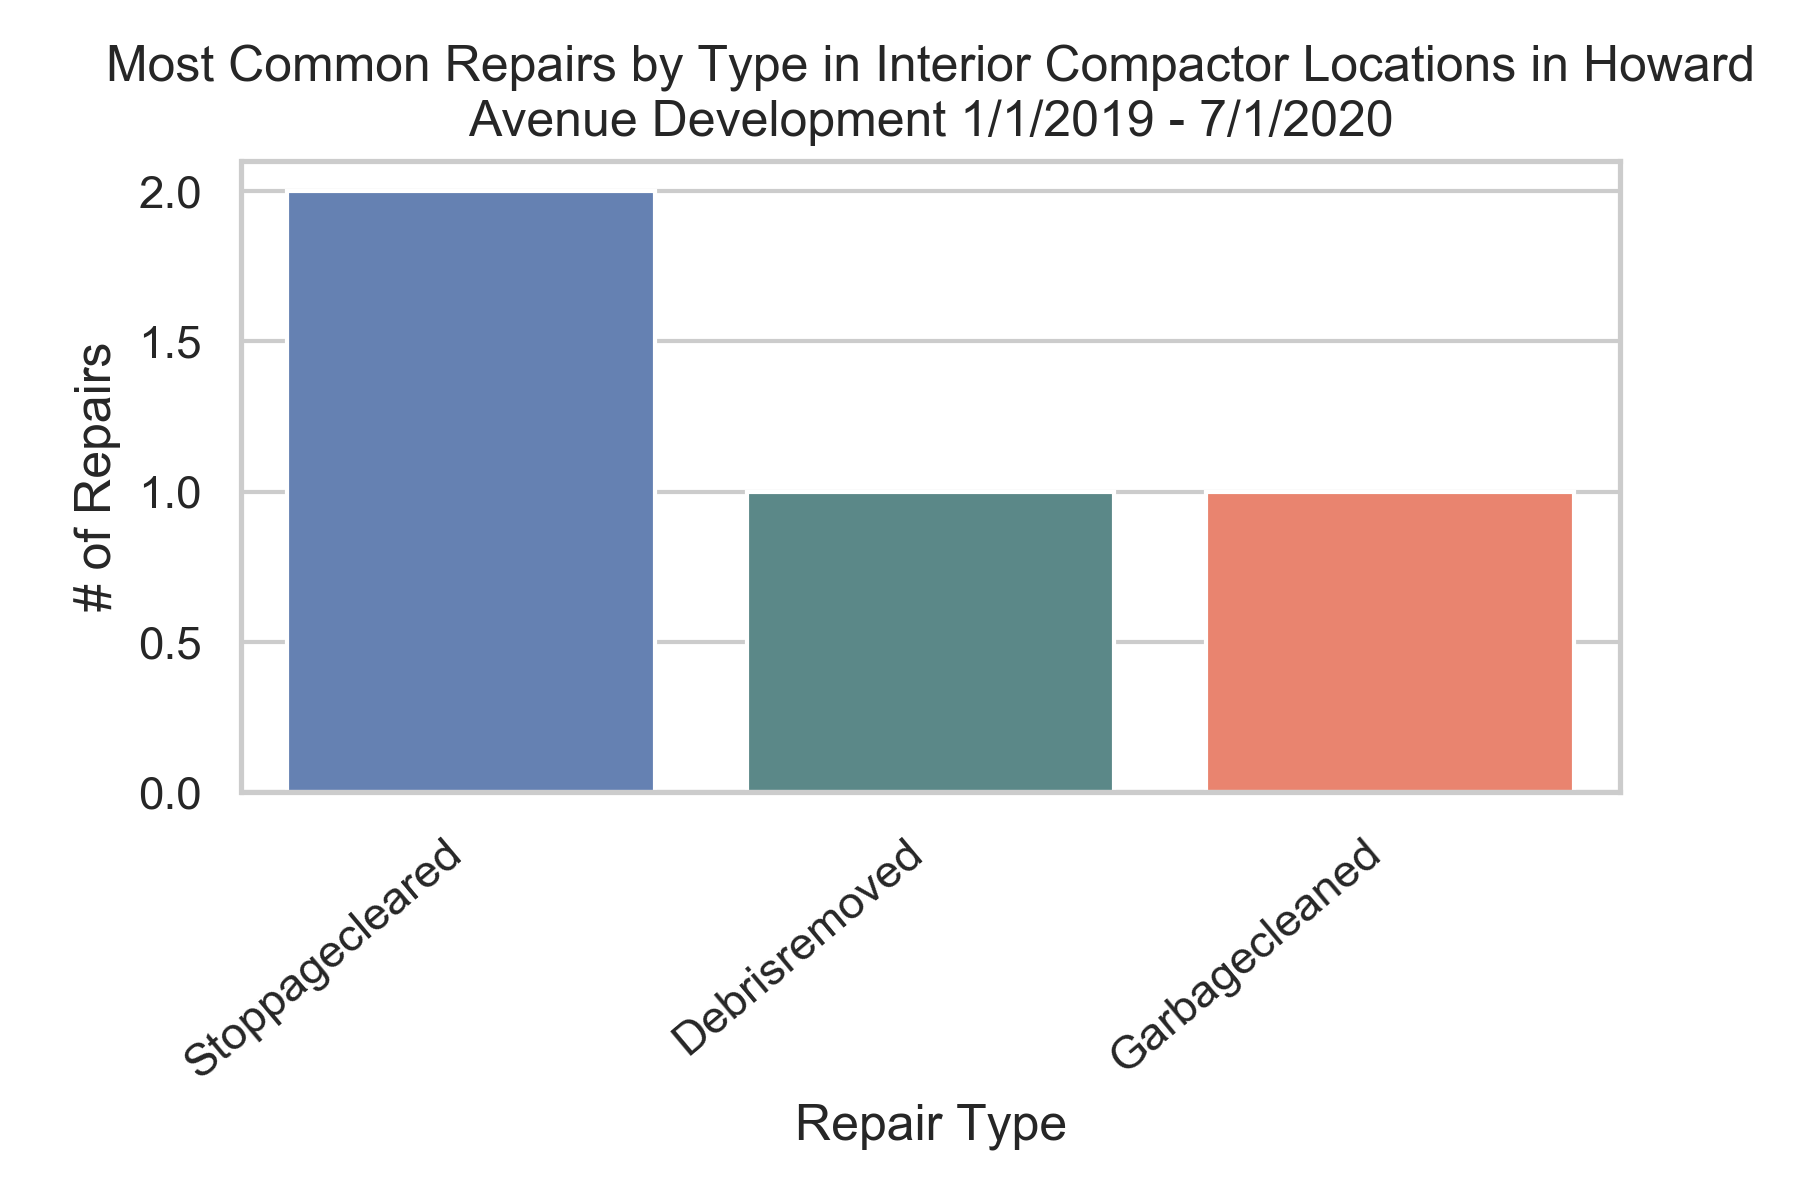 Most Common Repairs by Type in Interior Compactor Locations in Howard
Avenue Development 1/1/2019 - 7/1/2020
# of Repairs
2.0
1.5
1.0
0.5
0.0
Stoppagecleared
Debrisremoved
Garbagecleaned
Repair Type